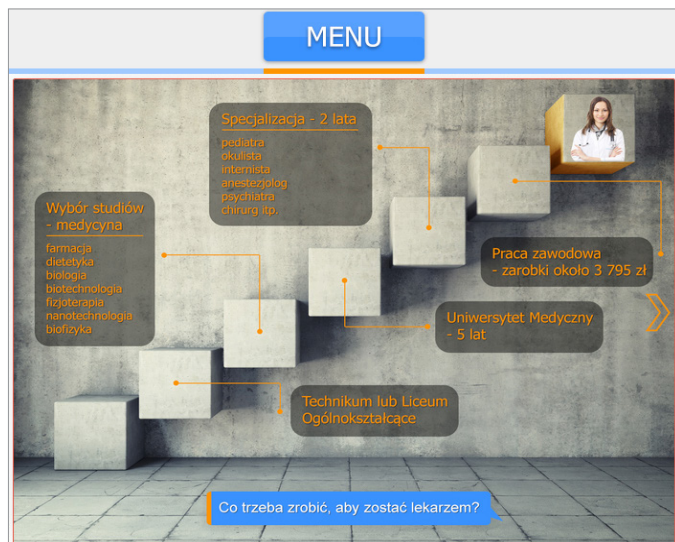 MENU
Specjalizacja - 2 lata
pediatra
okulista
internista
anestezjolog
psychiatra
chirurg itp.
Wybór studiów
- medycyna
farmacja
dietetyka
biologia
biotechnologia
fizjoterapia
nanotechnologia
biofizyka
Praca zawodowa
- zarobki około 3 795 zł
Uniwersytet Medyczny
- 5 lat
Technikum lub Liceum
Ogólnokształcące
Co trzeba zrobić, aby zostać lekarzem?